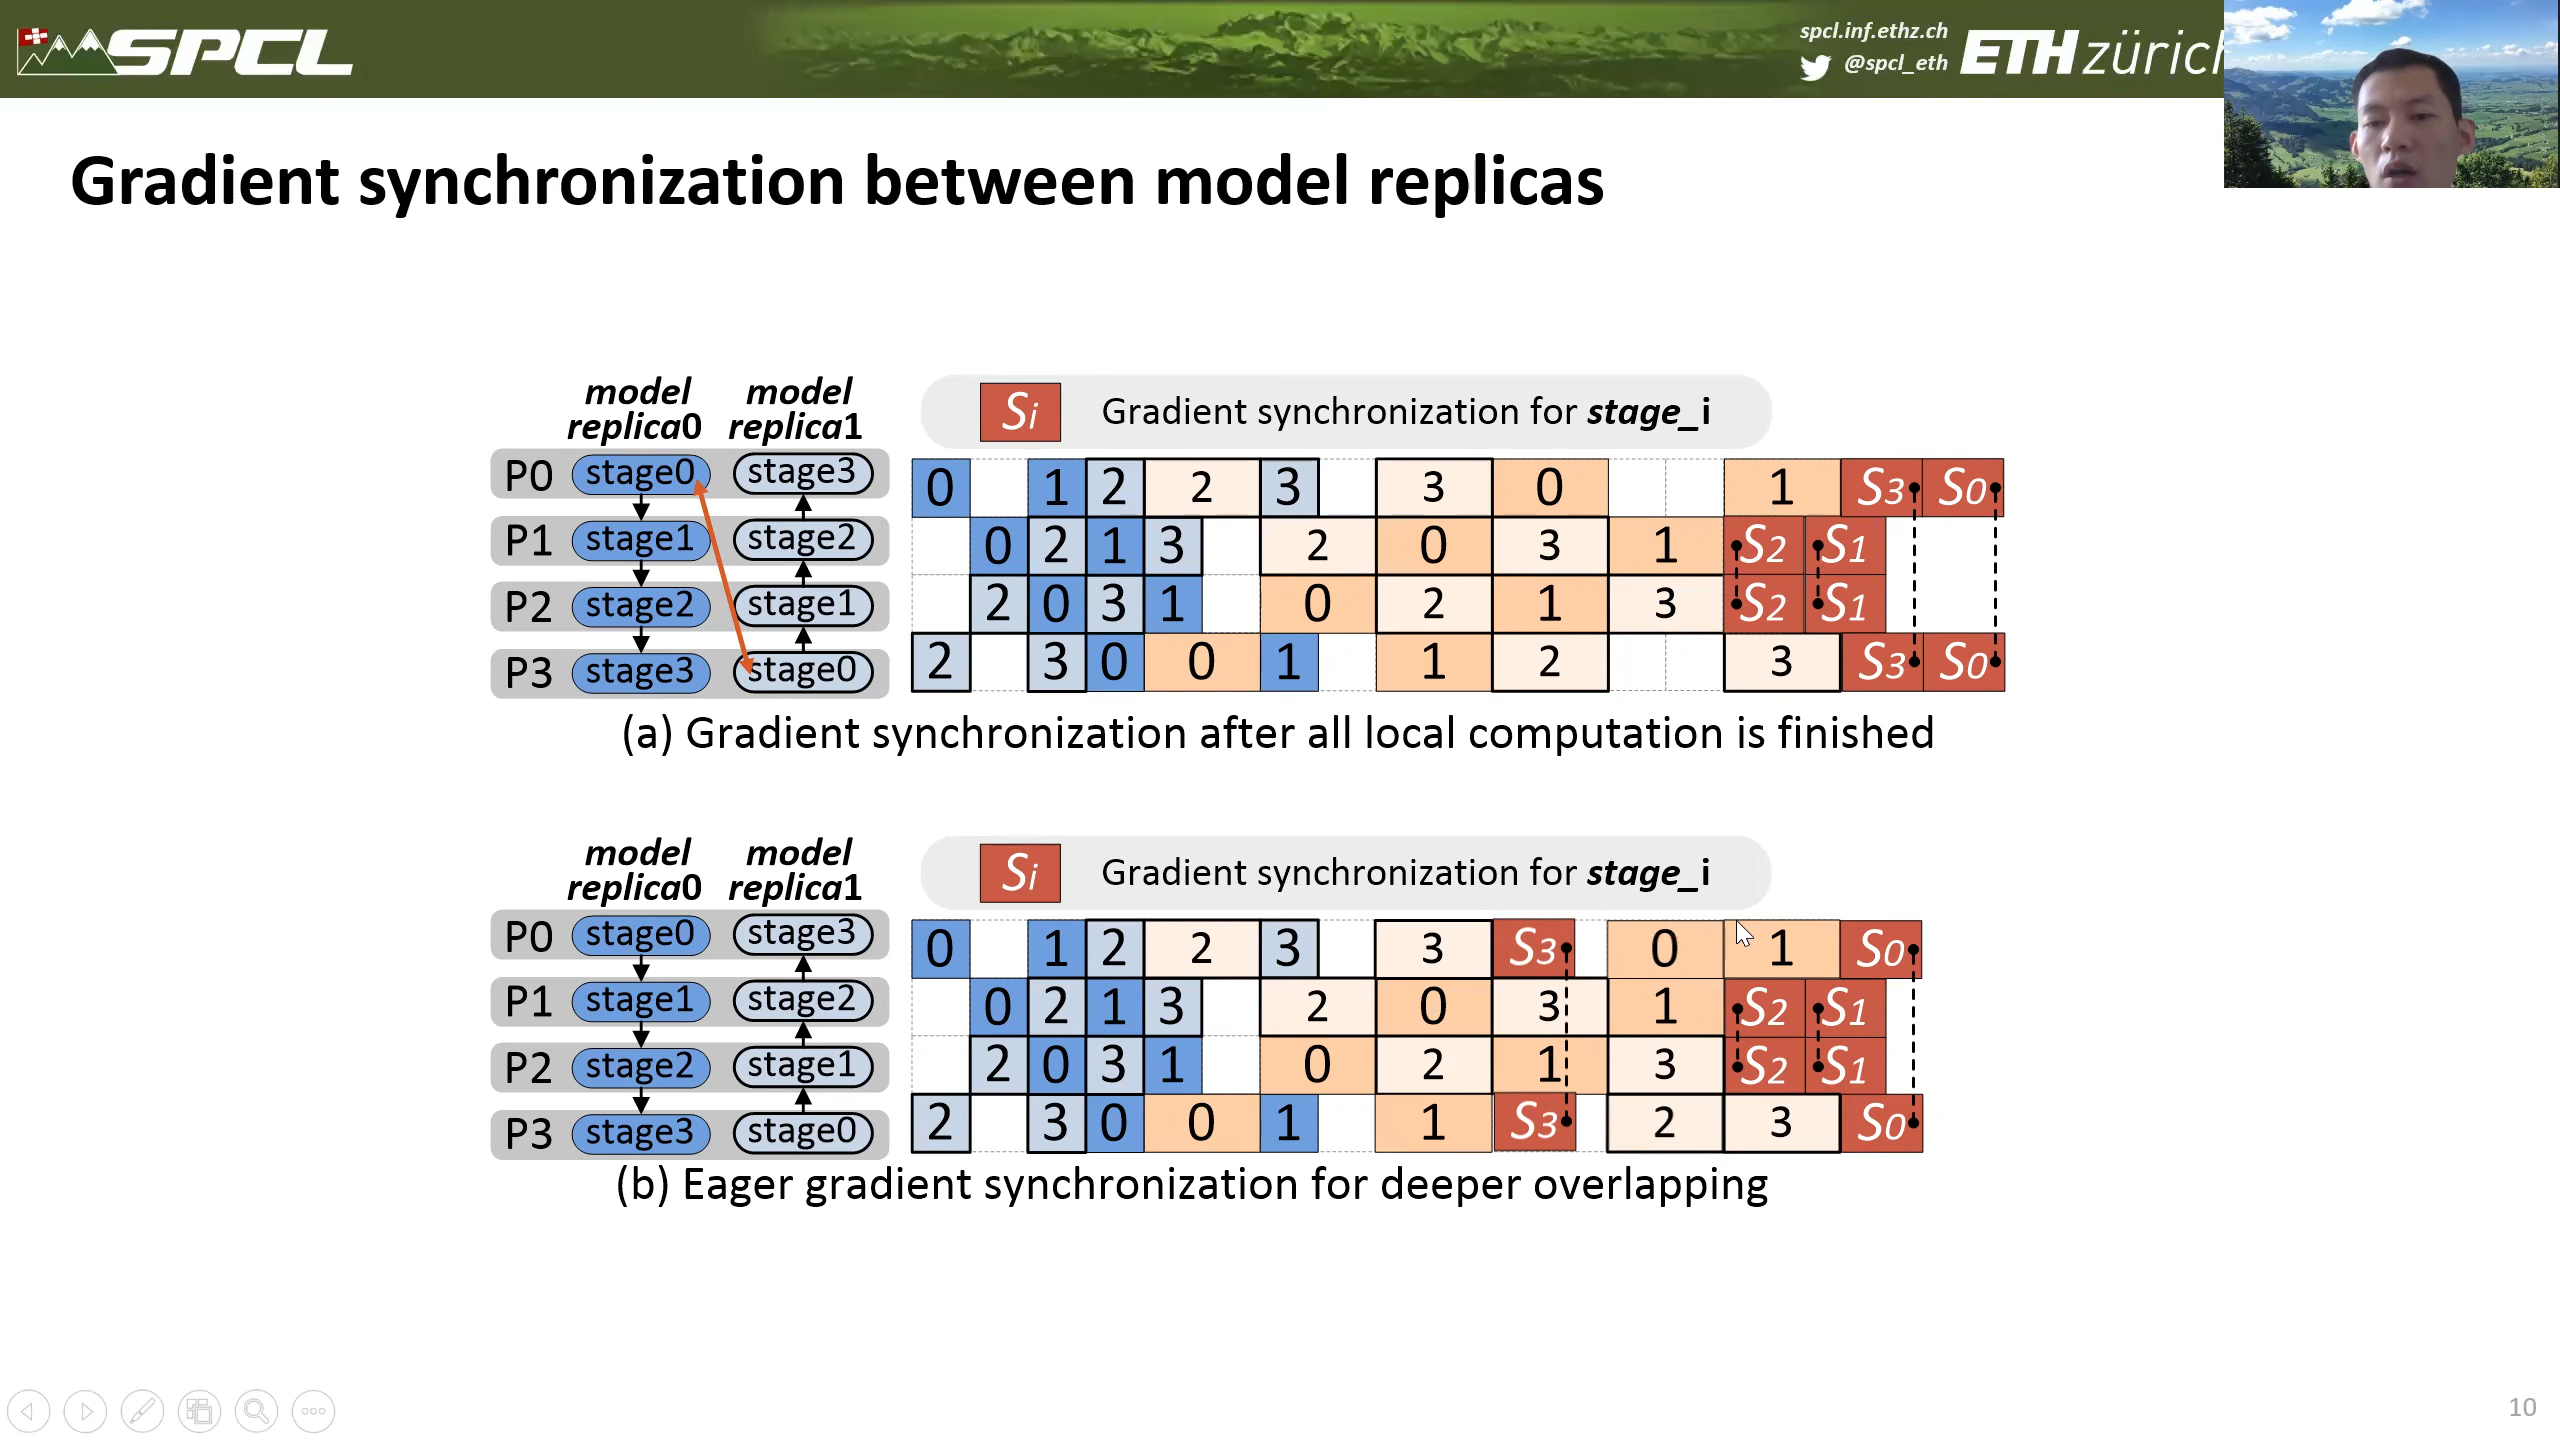 SPCL
spcl.inf.ethz.ch
@spcl_eth
ETH züric
Gradient synchronization between model replicas
model replica0 model replica1
Si Gradient synchronization for stage_i
P0 stage0 stage3 0 1 2 2 3 3 0 1 S3 S0
P1 stage1 stage2 0 2 1 3 2 0 3 1 S2 S1
P2 stage2 stage1 2 0 3 1 0 2 1 3 S2 S1
P3 stage3 stage0 2 3 0 0 1 1 2 3 S3 S0
(a) Gradient synchronization after all local computation is finished
model replica0 model replica1
Si Gradient synchronization for stage_i
P0 stage0 stage3 0 1 2 2 3 3 S3 0 1 S0
P1 stage1 stage2 0 2 1 3 2 0 3 1 S2 S1
P2 stage2 stage1 2 0 3 1 0 2 1 3 S2 S1
P3 stage3 stage0 2 3 0 0 1 1 S3 2 3 S0
(b) Eager gradient synchronization for deeper overlapping
10